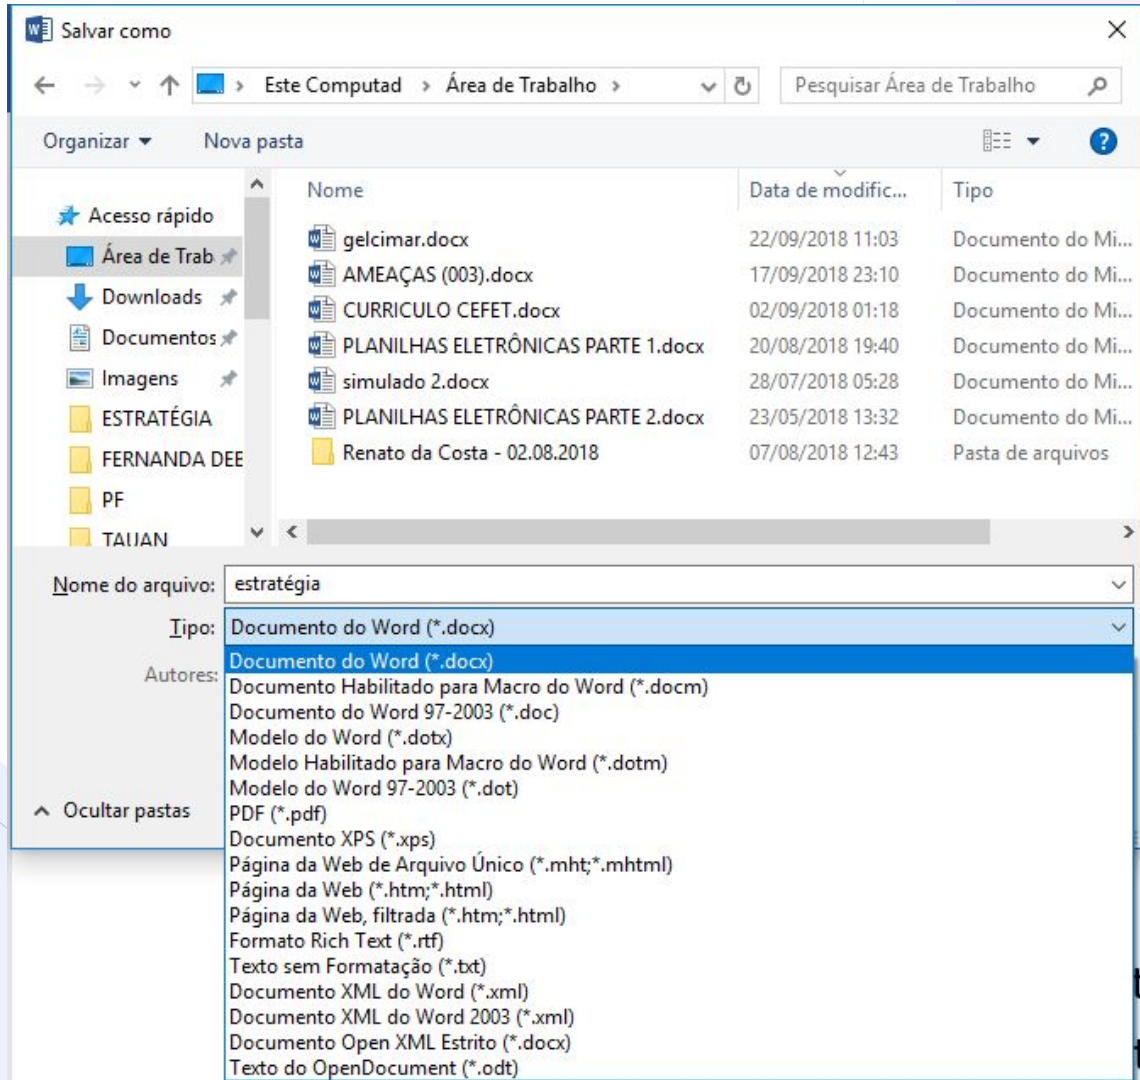 Salvar como
Este Computad > Área de Trabalho >
Pesquisar Área de Trabalho
Organizar
Nova pasta
Nome
Data de modific...
Tipo
Acesso rápido
Área de Trab
Downloads
Documentos
Imagens
ESTRATÉGIA
FERNANDA DEE
PF
TAUAN
gelcimar.docx 22/09/2018 11:03 Documento do Mi...
AMEAÇAS (003).docx 17/09/2018 23:10 Documento do Mi...
CURRICULO CEFET.docx 02/09/2018 01:18 Documento do Mi...
PLANILHAS ELETRÔNICAS PARTE 1.docx 20/08/2018 19:40 Documento do Mi...
simulado 2.docx 28/07/2018 05:28 Documento do Mi...
PLANILHAS ELETRÔNICAS PARTE 2.docx 23/05/2018 13:32 Documento do Mi...
Renato da Costa - 02.08.2018 07/08/2018 12:43 Pasta de arquivos
Nome do arquivo: estratégia
Tipo: Documento do Word (*.docx)
Autores:
Ocultar pastas
Documento do Word (*.docx)
Documento Habilitado para Macro do Word (*.docm)
Documento do Word 97-2003 (*.doc)
Modelo do Word (*.dotx)
Modelo Habilitado para Macro do Word (*.dotm)
Modelo do Word 97-2003 (*.dot)
PDF (*.pdf)
Documento XPS (*.xps)
Página da Web de Arquivo Único (*.mht;*.mhtml)
Página da Web (*.htm;*.html)
Página da Web, filtrada (*.htm;*.html)
Formato Rich Text (*.rtf)
Texto sem Formatação (*.txt)
Documento XML do Word (*.xml)
Documento XML do Word 2003 (*.xml)
Documento Open XML Estrito (*.docx)
Texto do OpenDocument (*.odt)